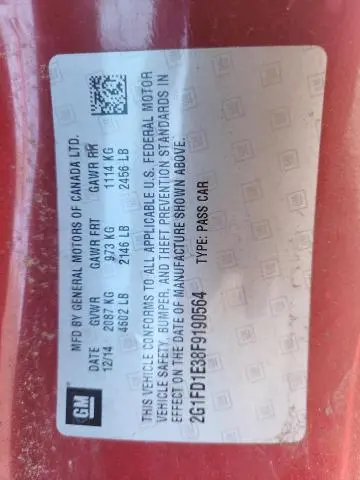 GM
MFD BY GENERAL MOTORS OF CANADA LTD.
DATE GVWR GAWR FRT GAWR RR
12/14 2087 KG 973 KG 1114 KG
4602 LB 2146 LB 2456 LB
THIS VEHICLE CONFORMS TO ALL APPLICABLE U.S. FEDERAL MOTOR
VEHICLE SAFETY, BUMPER, AND THEFT PREVENTION STANDARDS IN
EFFECT ON THE DATE OF MANUFACTURE SHOWN ABOVE.
2G1FD1E38F9190564 TYPE: PASS CAR